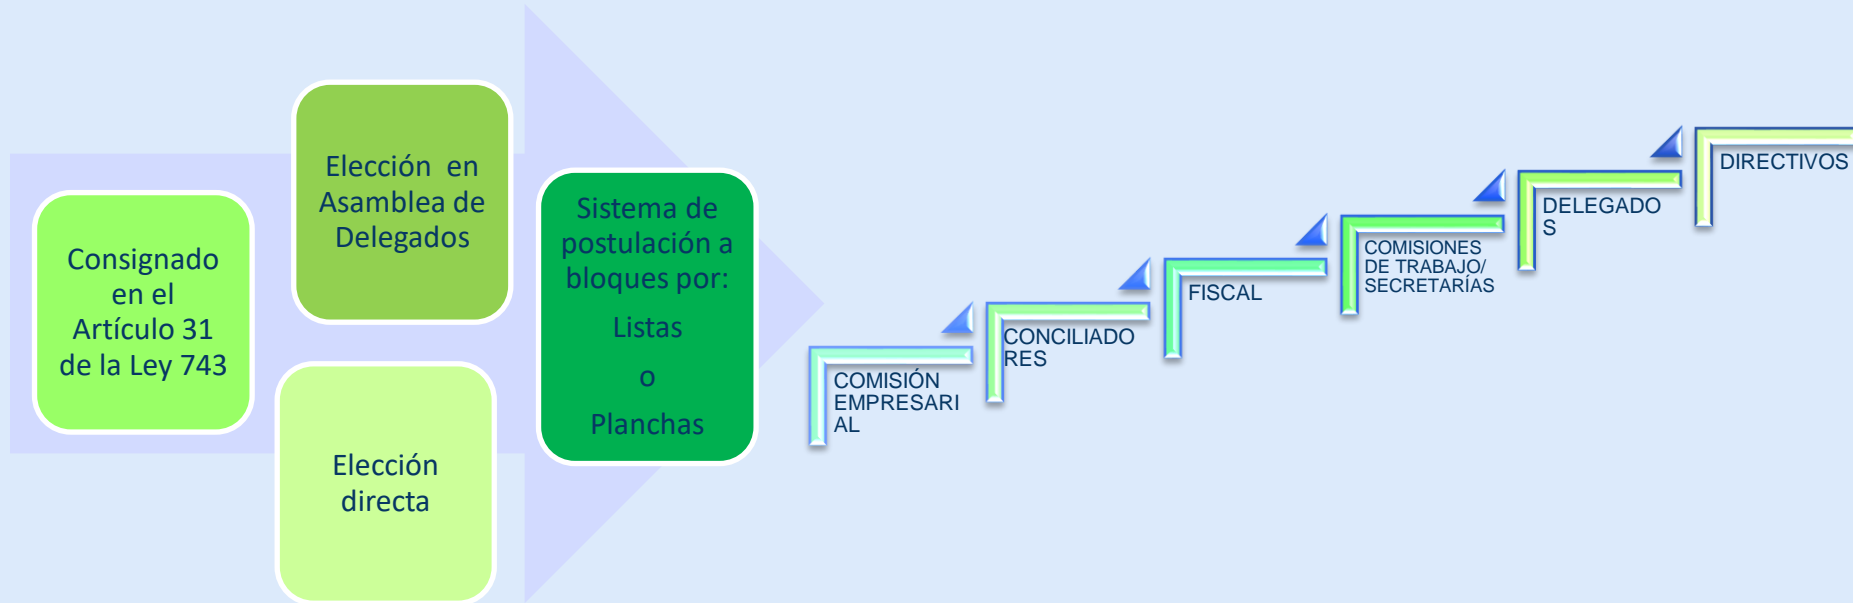 Consignado
en el
Artículo 31
de la Ley 743
Elección en
Asamblea de
Delegados
Elección
directa
Sistema de
postulación a
bloques por:
Listas
o
Planchas
COMISIÓN
EMPRESARI
AL
CONCILIADO
RES
FISCAL
COMISIONES
DE TRABAJO/
SECRETARÍAS
DELEGADO
S
DIRECTIVOS